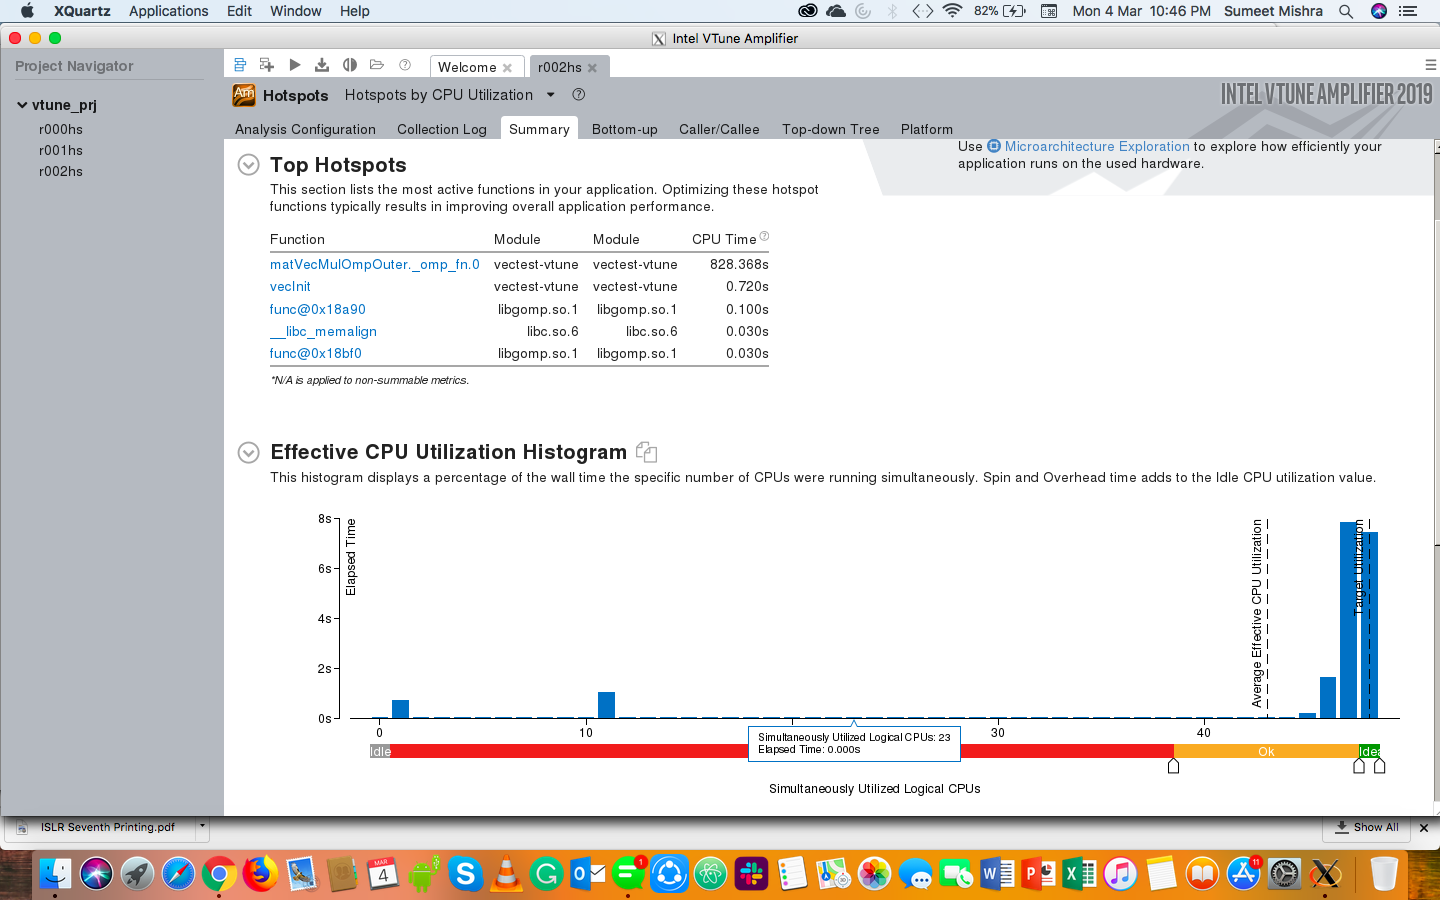 XQuartz Applications Edit Window Help 82% Mon 4 Mar 10:46 PM Sumeet Mishra
Intel VTune Amplifier
Project Navigator
vtune_prj
r000hs
r001hs
r002hs
Welcome r002hs
Am Hotspots Hotspots by CPU Utilization
INTEL VTUNE AMPLIFIER 2019
Analysis Configuration Collection Log Summary Bottom-up Caller/Callee Top-down Tree Platform
Use Microarchitecture Exploration to explore how efficiently your
application runs on the used hardware.
Top Hotspots
This section lists the most active functions in your application. Optimizing these hotspot
functions typically results in improving overall application performance.
Function Module Module CPU Time
matVecMulOmpOuter._omp_fn.0 vectest-vtune vectest-vtune 828.368s
vecInit vectest-vtune vectest-vtune 0.720s
func@0x18a90 libgomp.so.1 libgomp.so.1 0.100s
__libc_memalign libc.so.6 libc.so.6 0.030s
func@0x18bf0 libgomp.so.1 libgomp.so.1 0.030s
*N/A is applied to non-summable metrics.
Effective CPU Utilization Histogram
This histogram displays a percentage of the wall time the specific number of CPUs were running simultaneously. Spin and Overhead time adds to the Idle CPU utilization value.
8s
6s
4s
2s
0s
Elapsed Time
Average Effective CPU Utilization
Target Utilization
0 10 30 40
Simultaneously Utilized Logical CPUs: 23
Elapsed Time: 0.000s
Idle Ok Idea
Simultaneously Utilized Logical CPUs
ISLR Seventh Printing.pdf
Show All
MAR
4
1
11